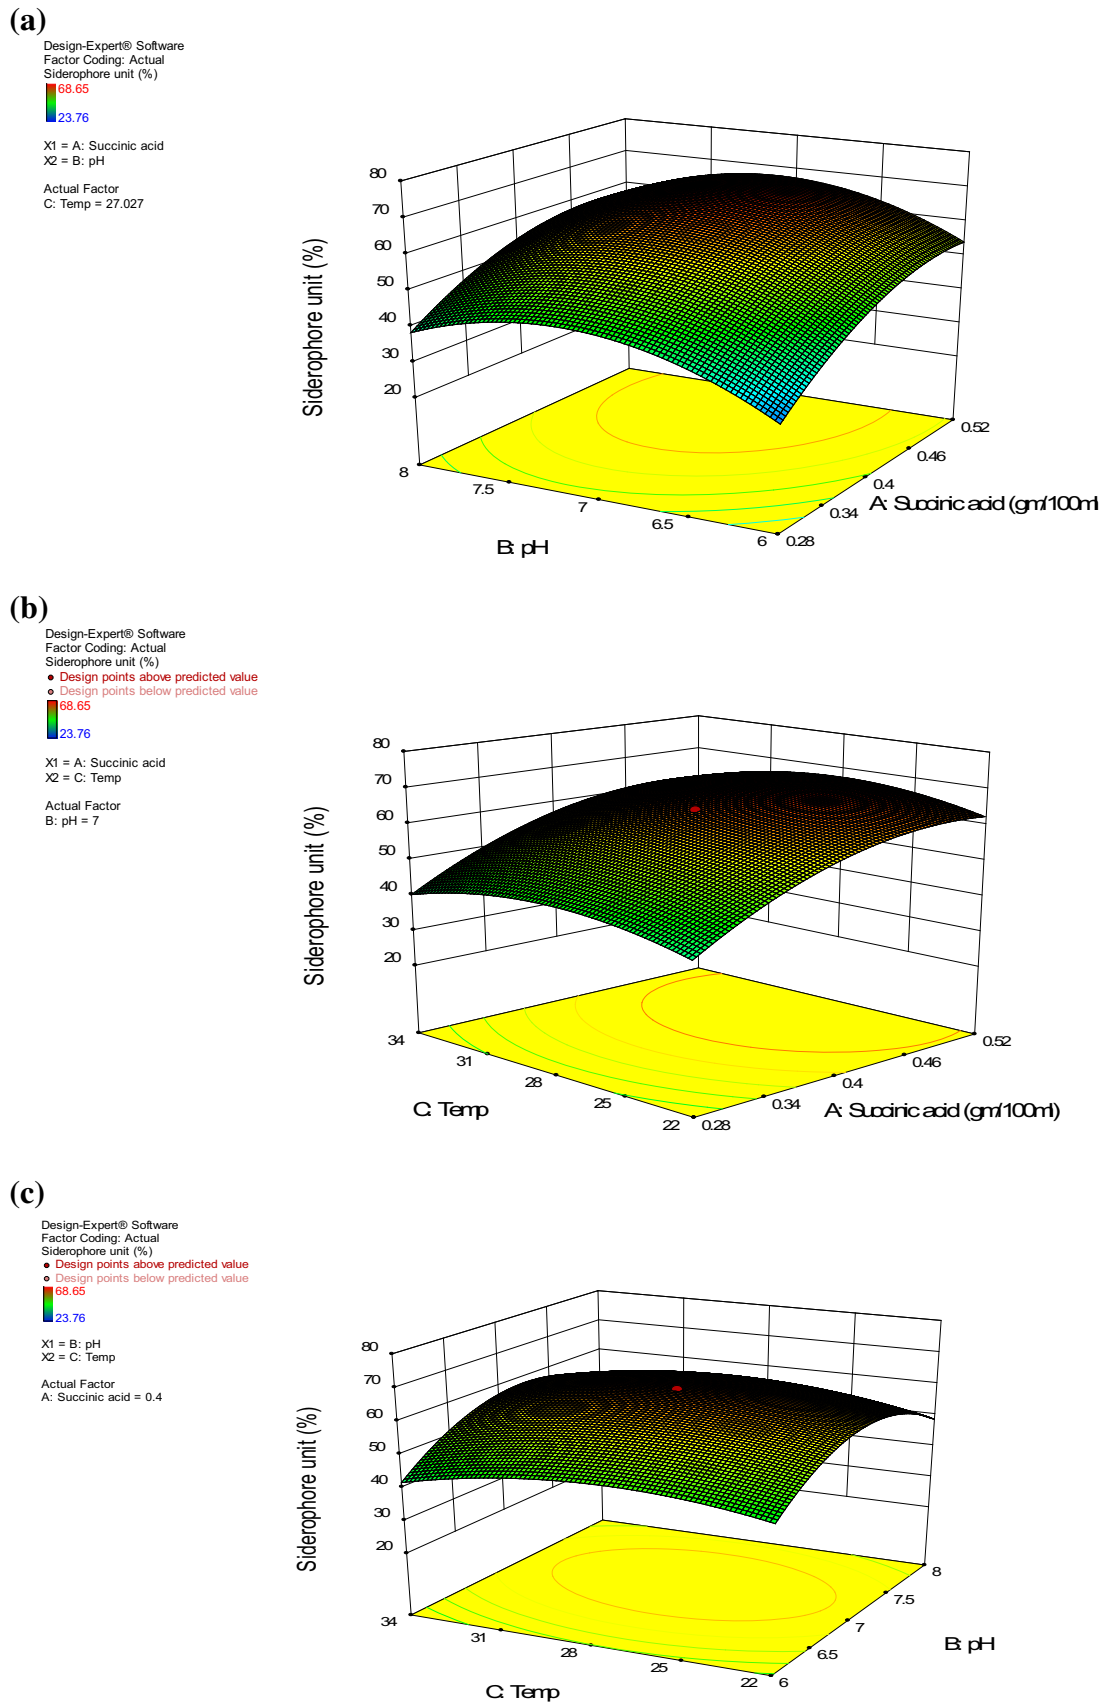 (a)
Design-Expert® Software
Factor Coding: Actual
Siderophore unit (%)
68.65
23.76
X1 = A: Succinic acid
X2 = B: pH
Actual Factor
C: Temp = 27.027
80
70
60
50
40
30
20
Siderophore unit (%)
8
7.5
7
6.5
6
B: pH
0.28
0.34
0.4
0.46
0.52
A: Succinic acid (gm/100ml
(b)
Design-Expert® Software
Factor Coding: Actual
Siderophore unit (%)
Design points above predicted value
Design points below predicted value
68.65
23.76
X1 = A: Succinic acid
X2 = C: Temp
Actual Factor
B: pH = 7
80
70
60
50
40
30
20
Siderophore unit (%)
34
31
28
25
22
C: Temp
0.28
0.34
0.4
0.46
0.52
A: Succinic acid (gm/100ml)
(c)
Design-Expert® Software
Factor Coding: Actual
Siderophore unit (%)
Design points above predicted value
Design points below predicted value
68.65
23.76
X1 = B: pH
X2 = C: Temp
Actual Factor
A: Succinic acid = 0.4
80
70
60
50
40
30
20
Siderophore unit (%)
34
31
28
25
22
C: Temp
6
6.5
7
7.5
8
B: pH